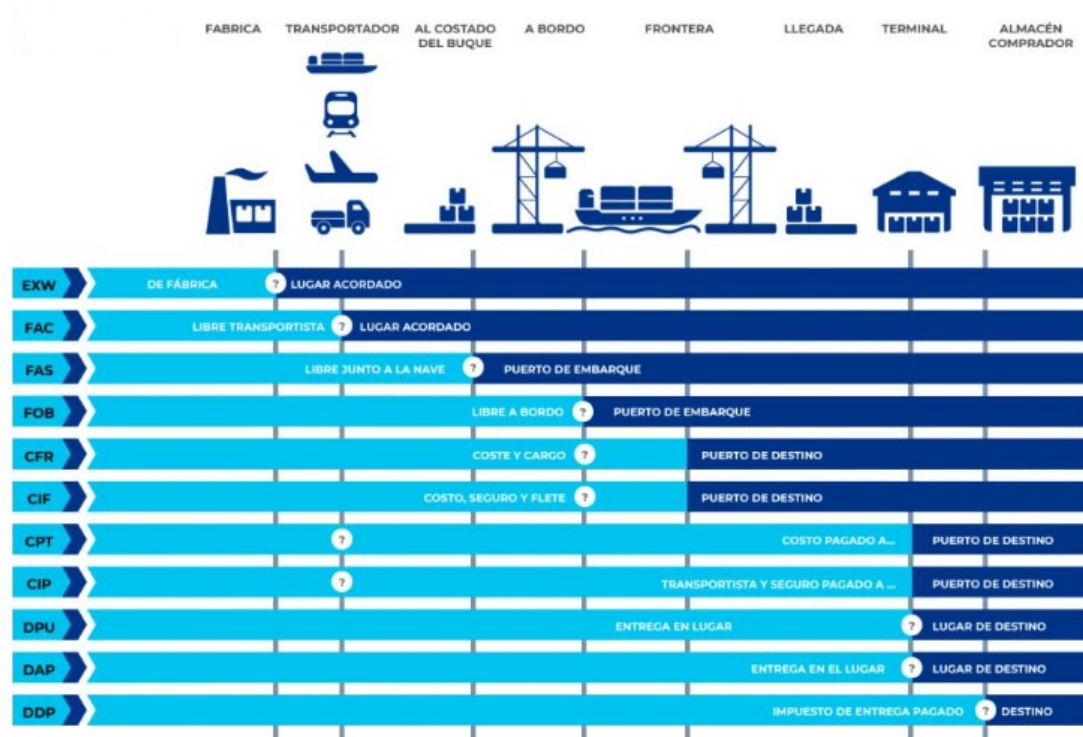 FABRICA
TRANSPORTADOR
AL COSTADO
DEL BUQUE
A BORDO
FRONTERA
LLEGADA
TERMINAL
ALMACÉN
COMPRADOR
EXW DE FÁBRICA ? LUGAR ACORDADO
FAC LIBRE TRANSPORTISTA ? LUGAR ACORDADO
FAS LIBRE JUNTO A LA NAVE ? PUERTO DE EMBARQUE
FOB LIBRE A BORDO ? PUERTO DE EMBARQUE
CFR COSTE Y CARGO ? PUERTO DE DESTINO
CIF COSTO, SEGURO Y FLETE ? PUERTO DE DESTINO
CPT ? COSTO PAGADO A... PUERTO DE DESTINO
CIP ? TRANSPORTISTA Y SEGURO PAGADO A ... PUERTO DE DESTINO
DPU ENTREGA EN LUGAR ? LUGAR DE DESTINO
DAP ENTREGA EN EL LUGAR ? LUGAR DE DESTINO
DDP IMPUESTO DE ENTREGA PAGADO ? DESTINO